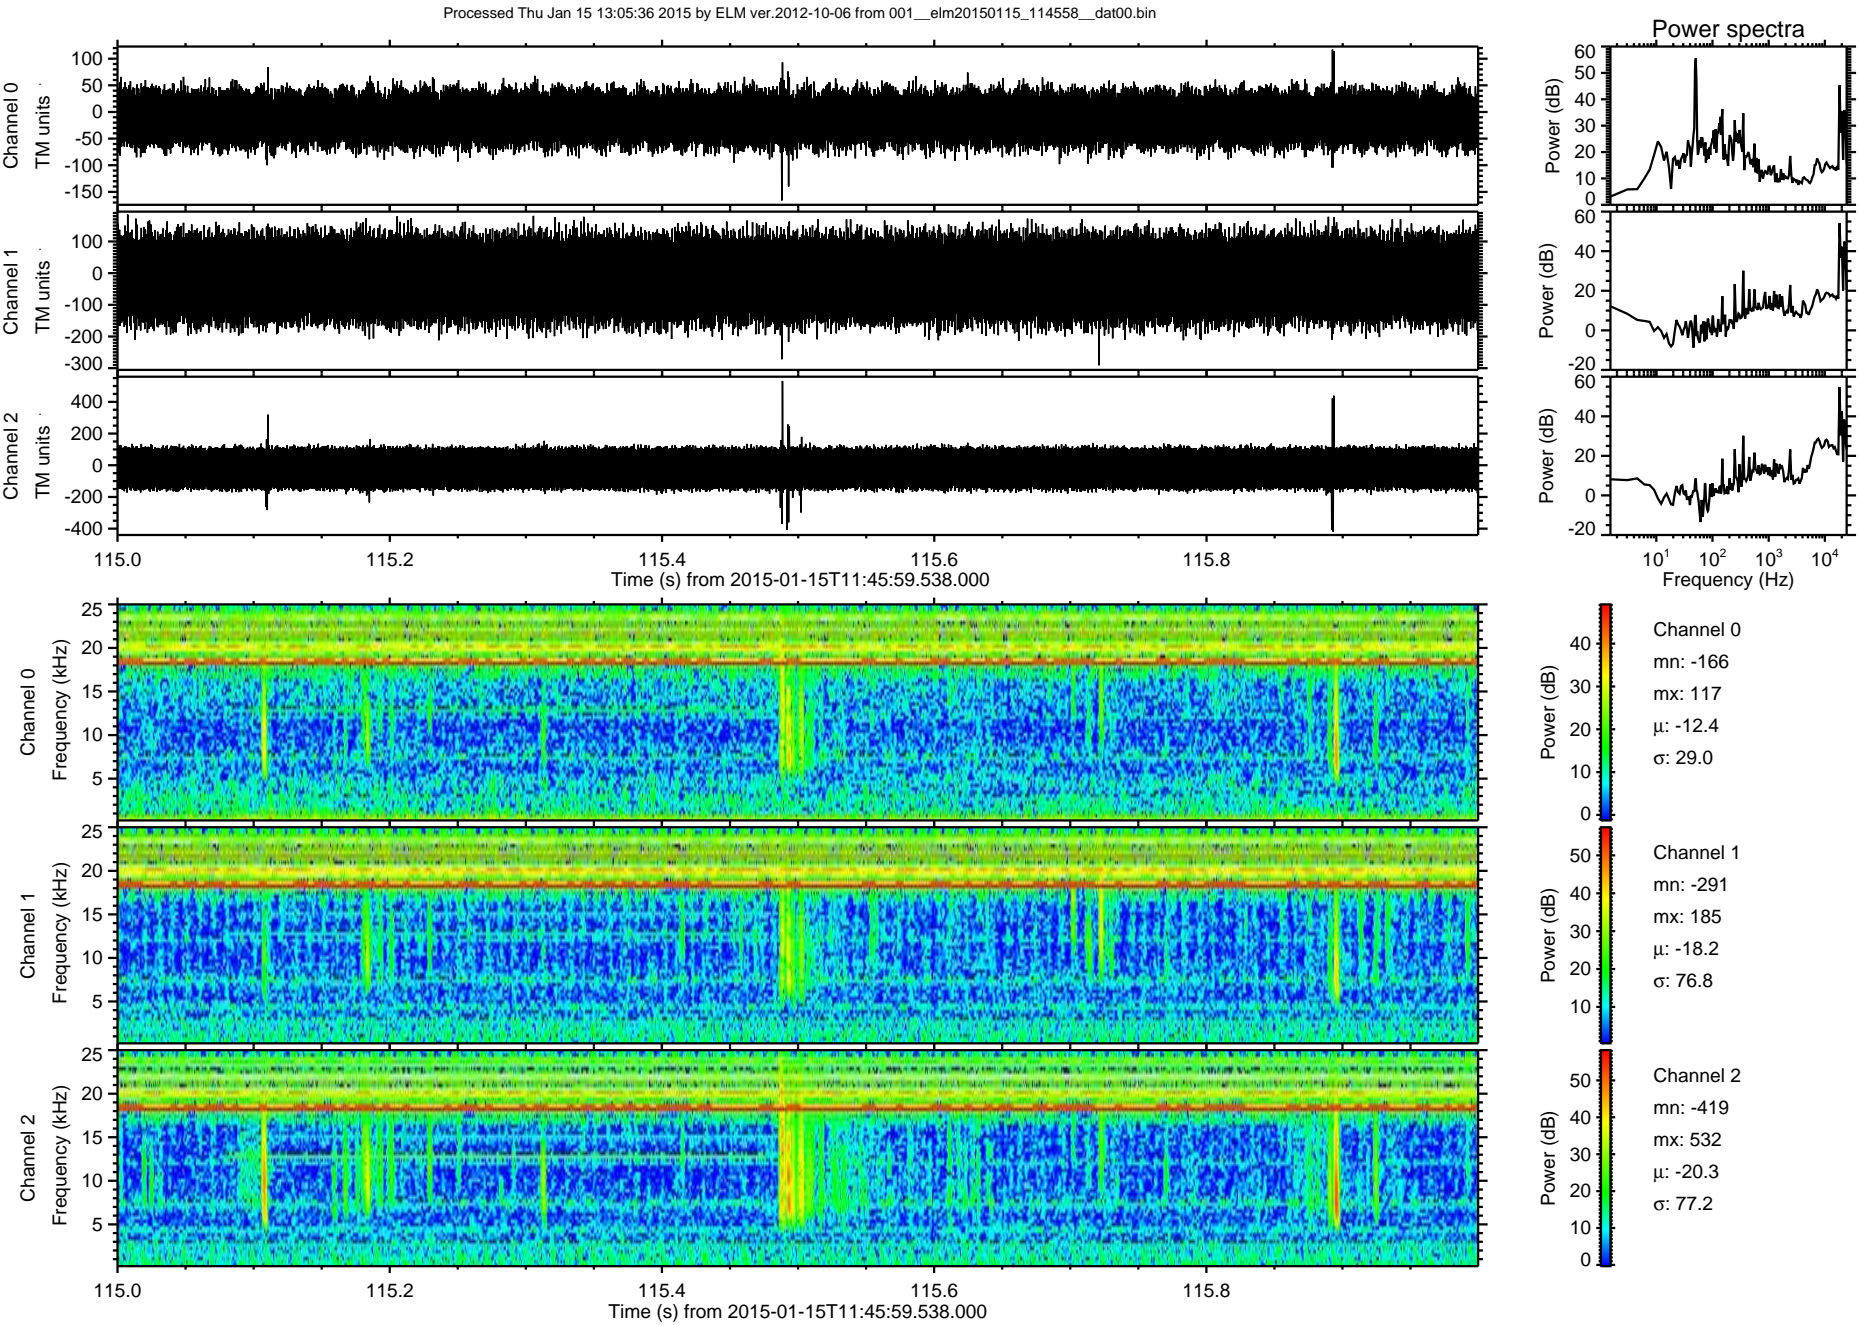 Processed Thu Jan 15 13:05:36 2015 by ELM ver.2012-10-06 from 001__elm20150115_114558__dat00.bin
Power spectra
Channel 0
TM units
100
50
0
-50
-100
-150
Power (dB)
60
50
40
30
20
10
0
Channel 1
TM units
100
0
-100
-200
-300
Power (dB)
60
40
20
0
-20
Channel 2
TM units
400
200
0
-200
-400
Power (dB)
60
40
20
0
-20
115.0 115.2 115.4 115.6 115.8
Time (s) from 2015-01-15T11:45:59.538.000
10¹ 10² 10³ 10⁴
Frequency (Hz)
Channel 0
Frequency (kHz)
25
20
15
10
5
Power (dB)
40
30
20
10
0
Channel 0
mn: -166
mx: 117
μ: -12.4
σ: 29.0
Channel 1
Frequency (kHz)
25
20
15
10
5
Power (dB)
50
40
30
20
10
Channel 1
mn: -291
mx: 185
μ: -18.2
σ: 76.8
Channel 2
Frequency (kHz)
25
20
15
10
5
Power (dB)
50
40
30
20
10
0
Channel 2
mn: -419
mx: 532
μ: -20.3
σ: 77.2
115.0 115.2 115.4 115.6 115.8
Time (s) from 2015-01-15T11:45:59.538.000